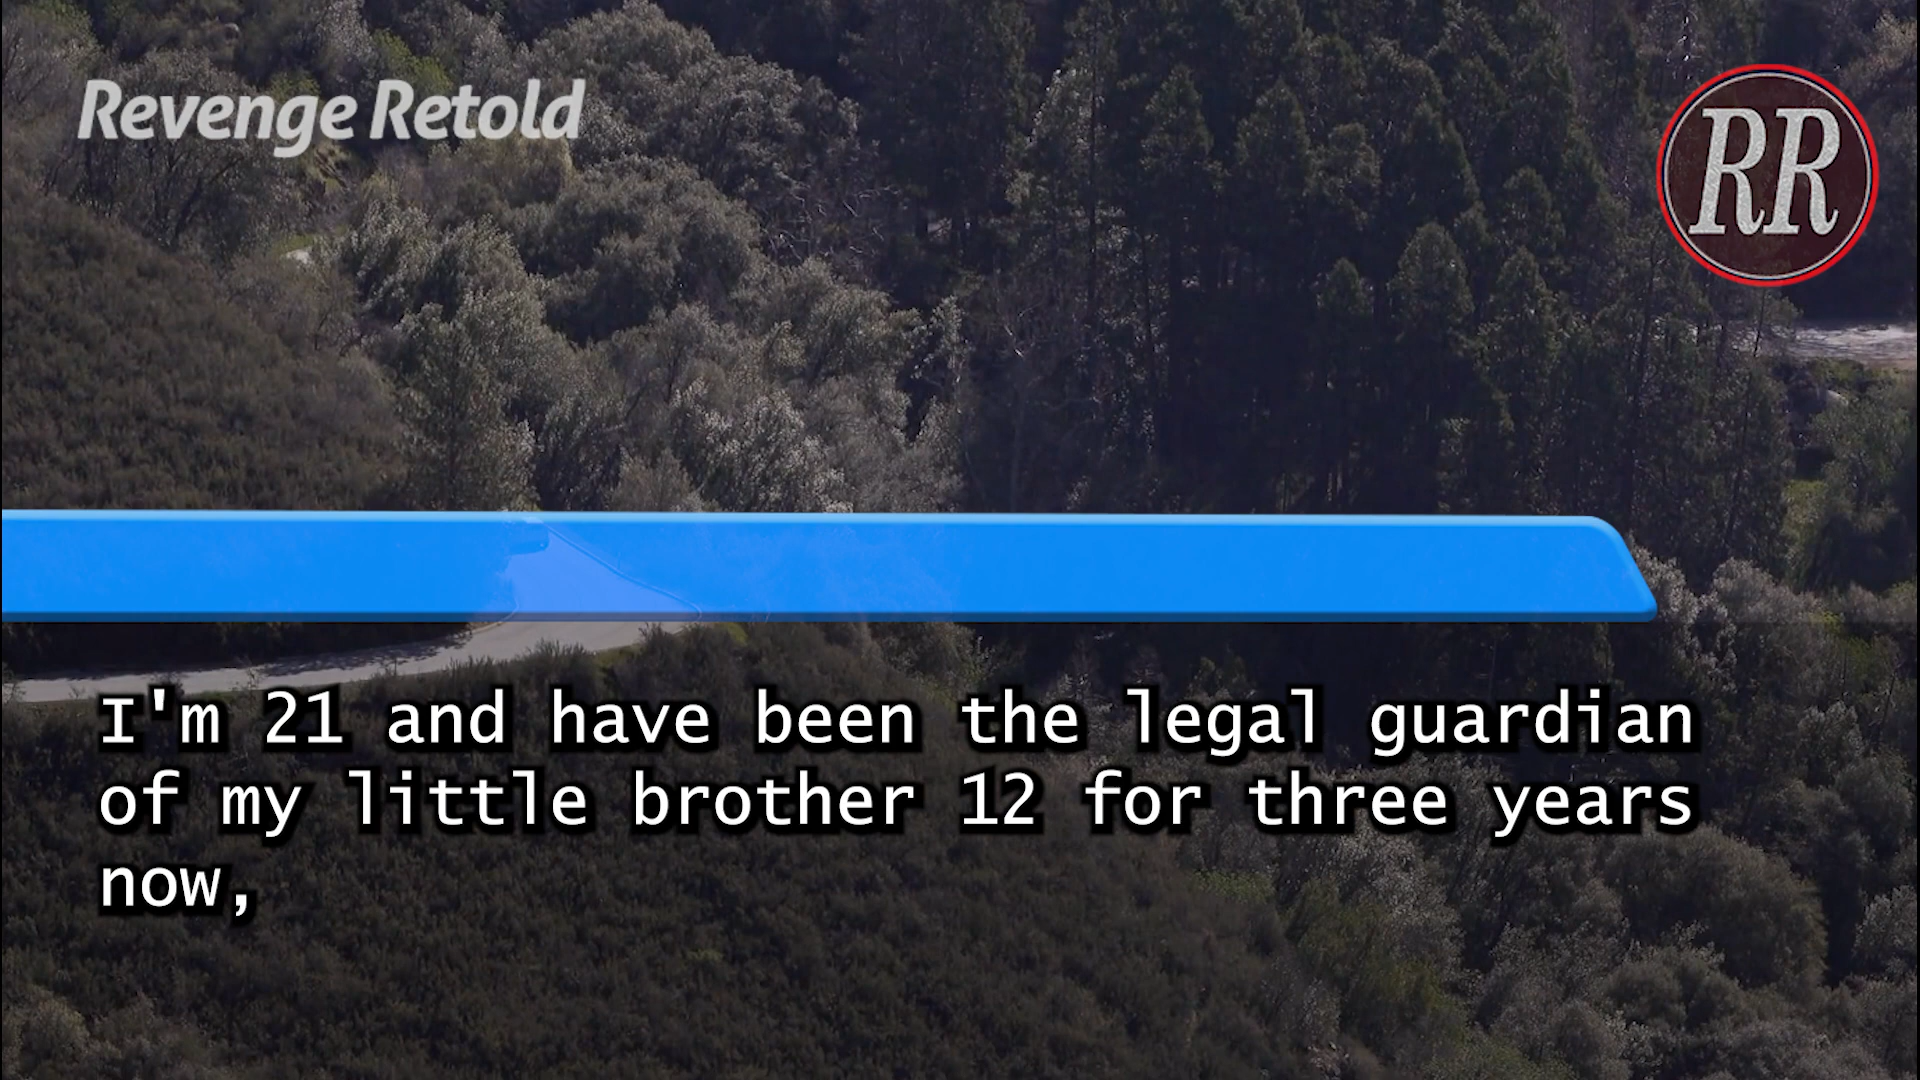 Revenge Retold
RR
I'm 21 and have been the legal guardian
of my little brother 12 for three years
now,